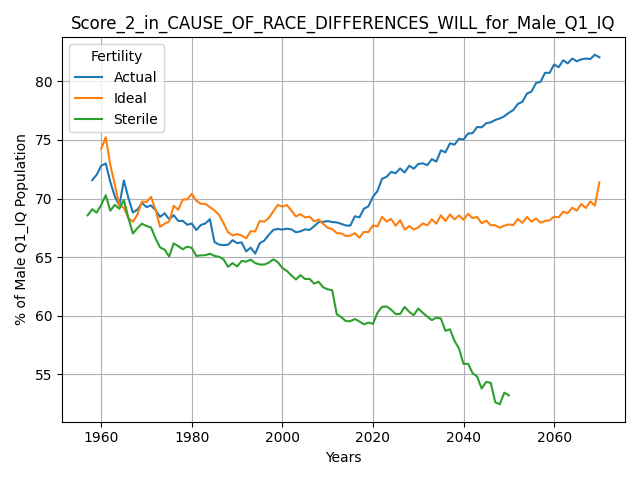 Score_2_in_CAUSE_OF_RACE_DIFFERENCES_WILL_for_Male_Q1_IQ
Fertility
Actual
Ideal
Sterile
% of Male Q1_IQ Population
80
75
70
65
60
55
1960
1980
2000
2020
2040
2060
Years